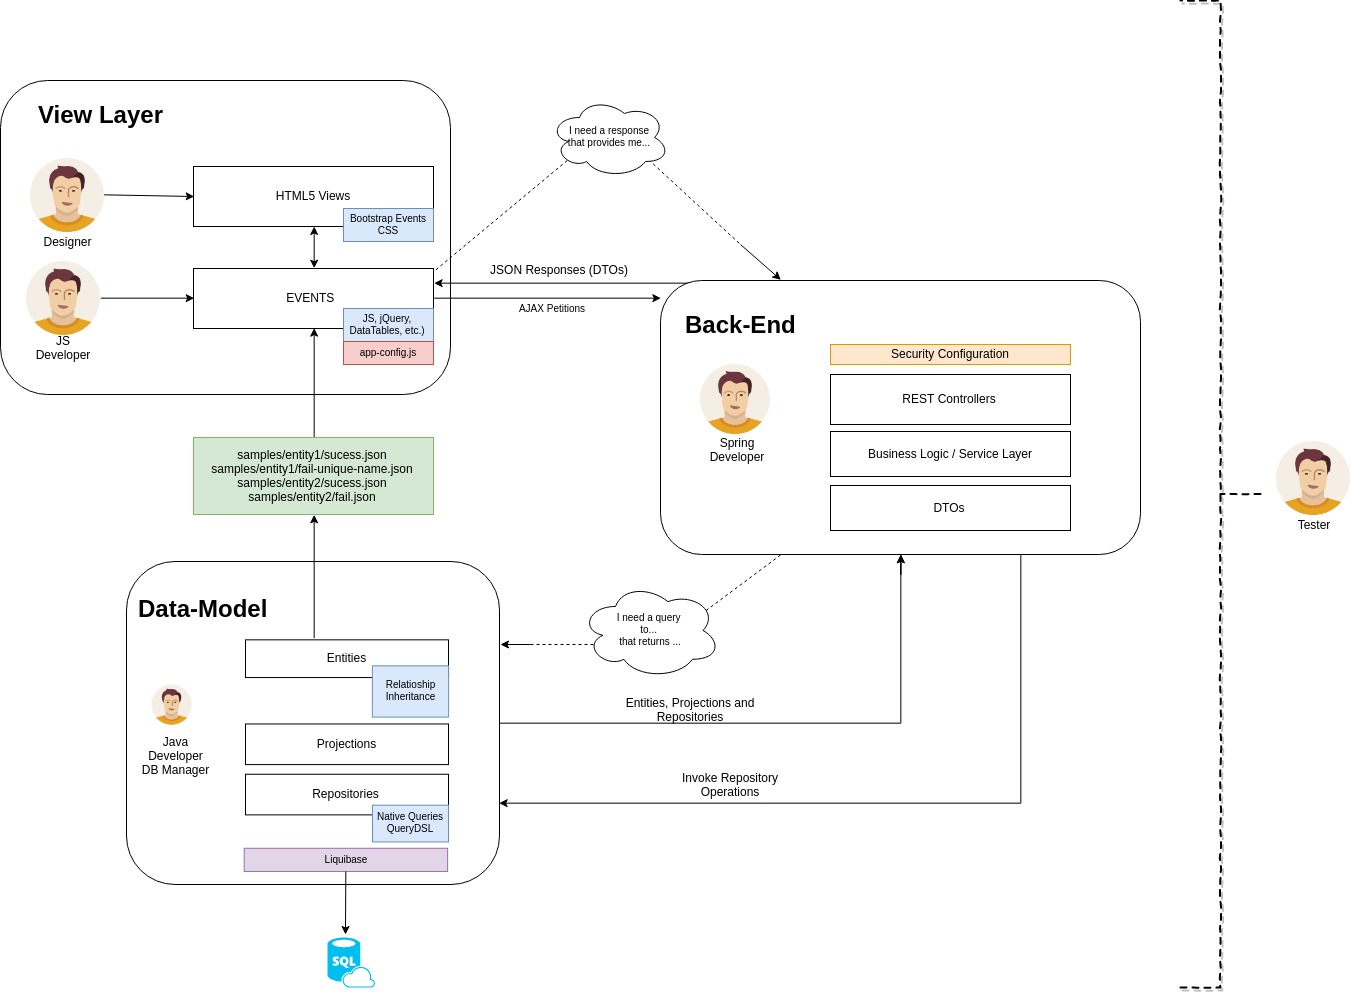 View Layer
Designer
HTML5 Views
Bootstrap Events
CSS
JS
Developer
EVENTS
JS, jQuery,
DataTables, etc.)
app-config.js
I need a response
that provides me...
JSON Responses (DTOs)
AJAX Petitions
Back-End
Spring
Developer
Security Configuration
REST Controllers
Business Logic / Service Layer
DTOs
Tester
samples/entity1/sucess.json
samples/entity1/fail-unique-name.json
samples/entity2/sucess.json
samples/entity2/fail.json
Data-Model
Java
Developer
DB Manager
Entities
Relatioship
Inheritance
Projections
Repositories
Native Queries
QueryDSL
Liquibase
SQL
I need a query
to...
that returns ...
Entities, Projections and
Repositories
Invoke Repository
Operations